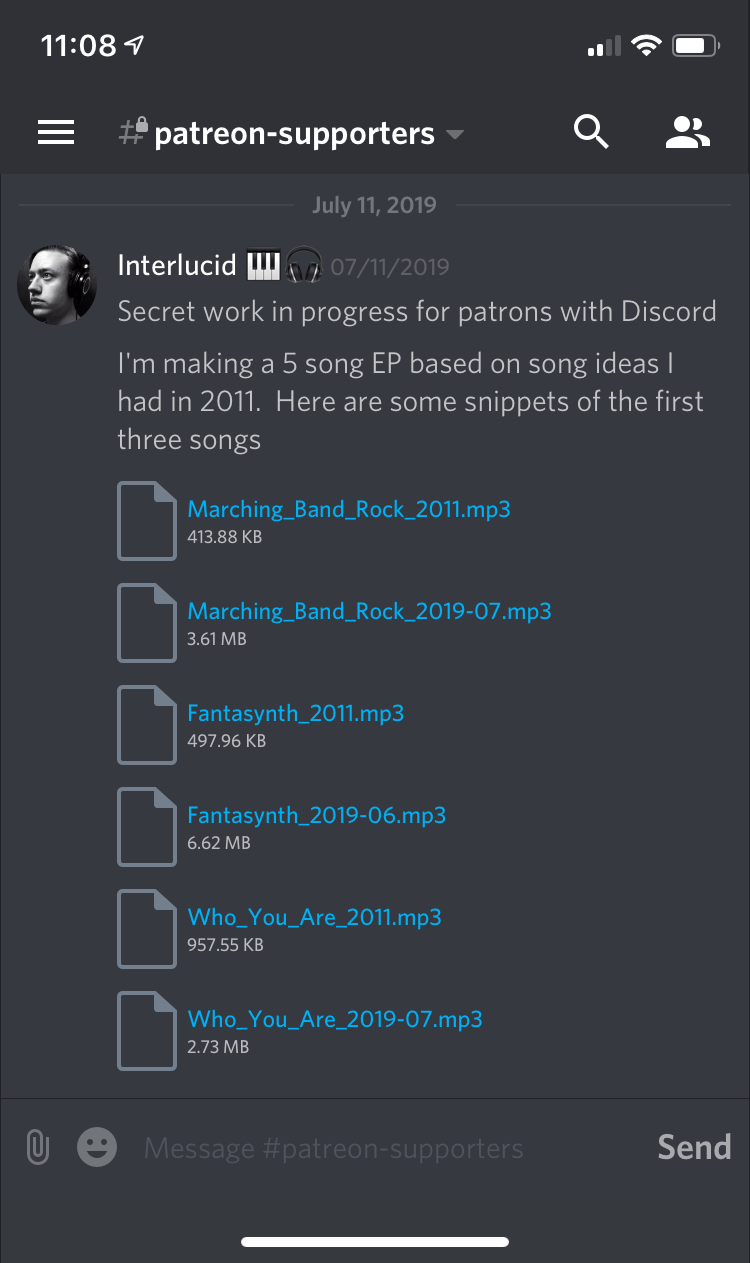 11:08
#patreon-supporters
July 11, 2019
Interlucid 🎹🎧 07/11/2019
Secret work in progress for patrons with Discord
I'm making a 5 song EP based on song ideas I
had in 2011.  Here are some snippets of the first
three songs
Marching_Band_Rock_2011.mp3
413.88 KB
Marching_Band_Rock_2019-07.mp3
3.61 MB
Fantasynth_2011.mp3
497.96 KB
Fantasynth_2019-06.mp3
6.62 MB
Who_You_Are_2011.mp3
957.55 KB
Who_You_Are_2019-07.mp3
2.73 MB
Message #patreon-supporters
Send